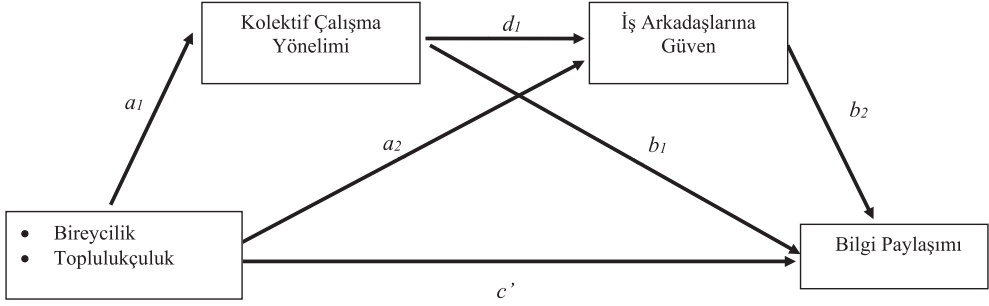 Kolektif Çalışma
Yönelimi
d1
İş Arkadaşlarına
Güven
a1
a2
b1
b2
• Bireycilik
• Toplulukçuluk
Bilgi Paylaşımı
c’